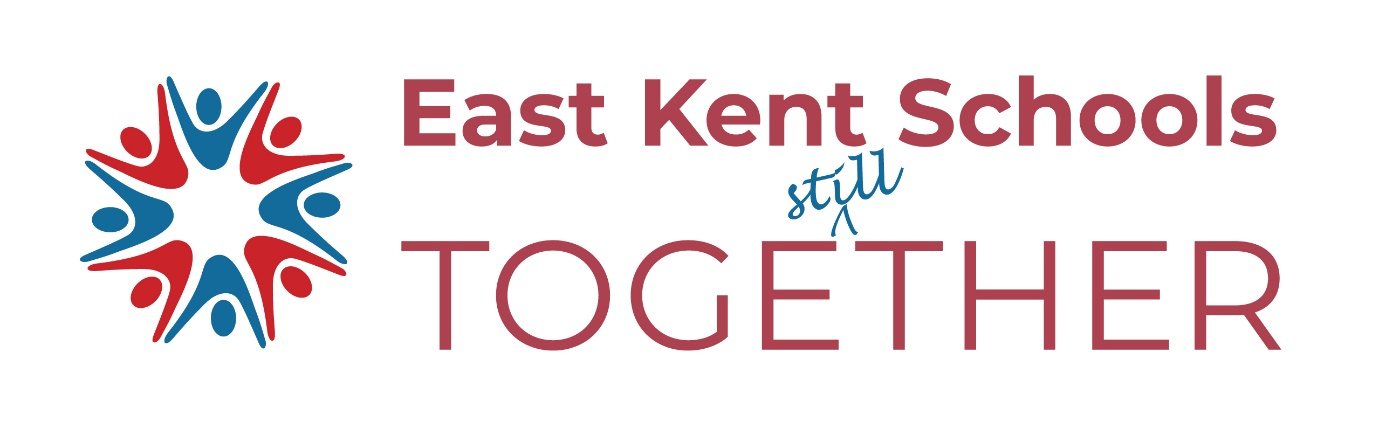 East Kent Schools
still
TOGETHER